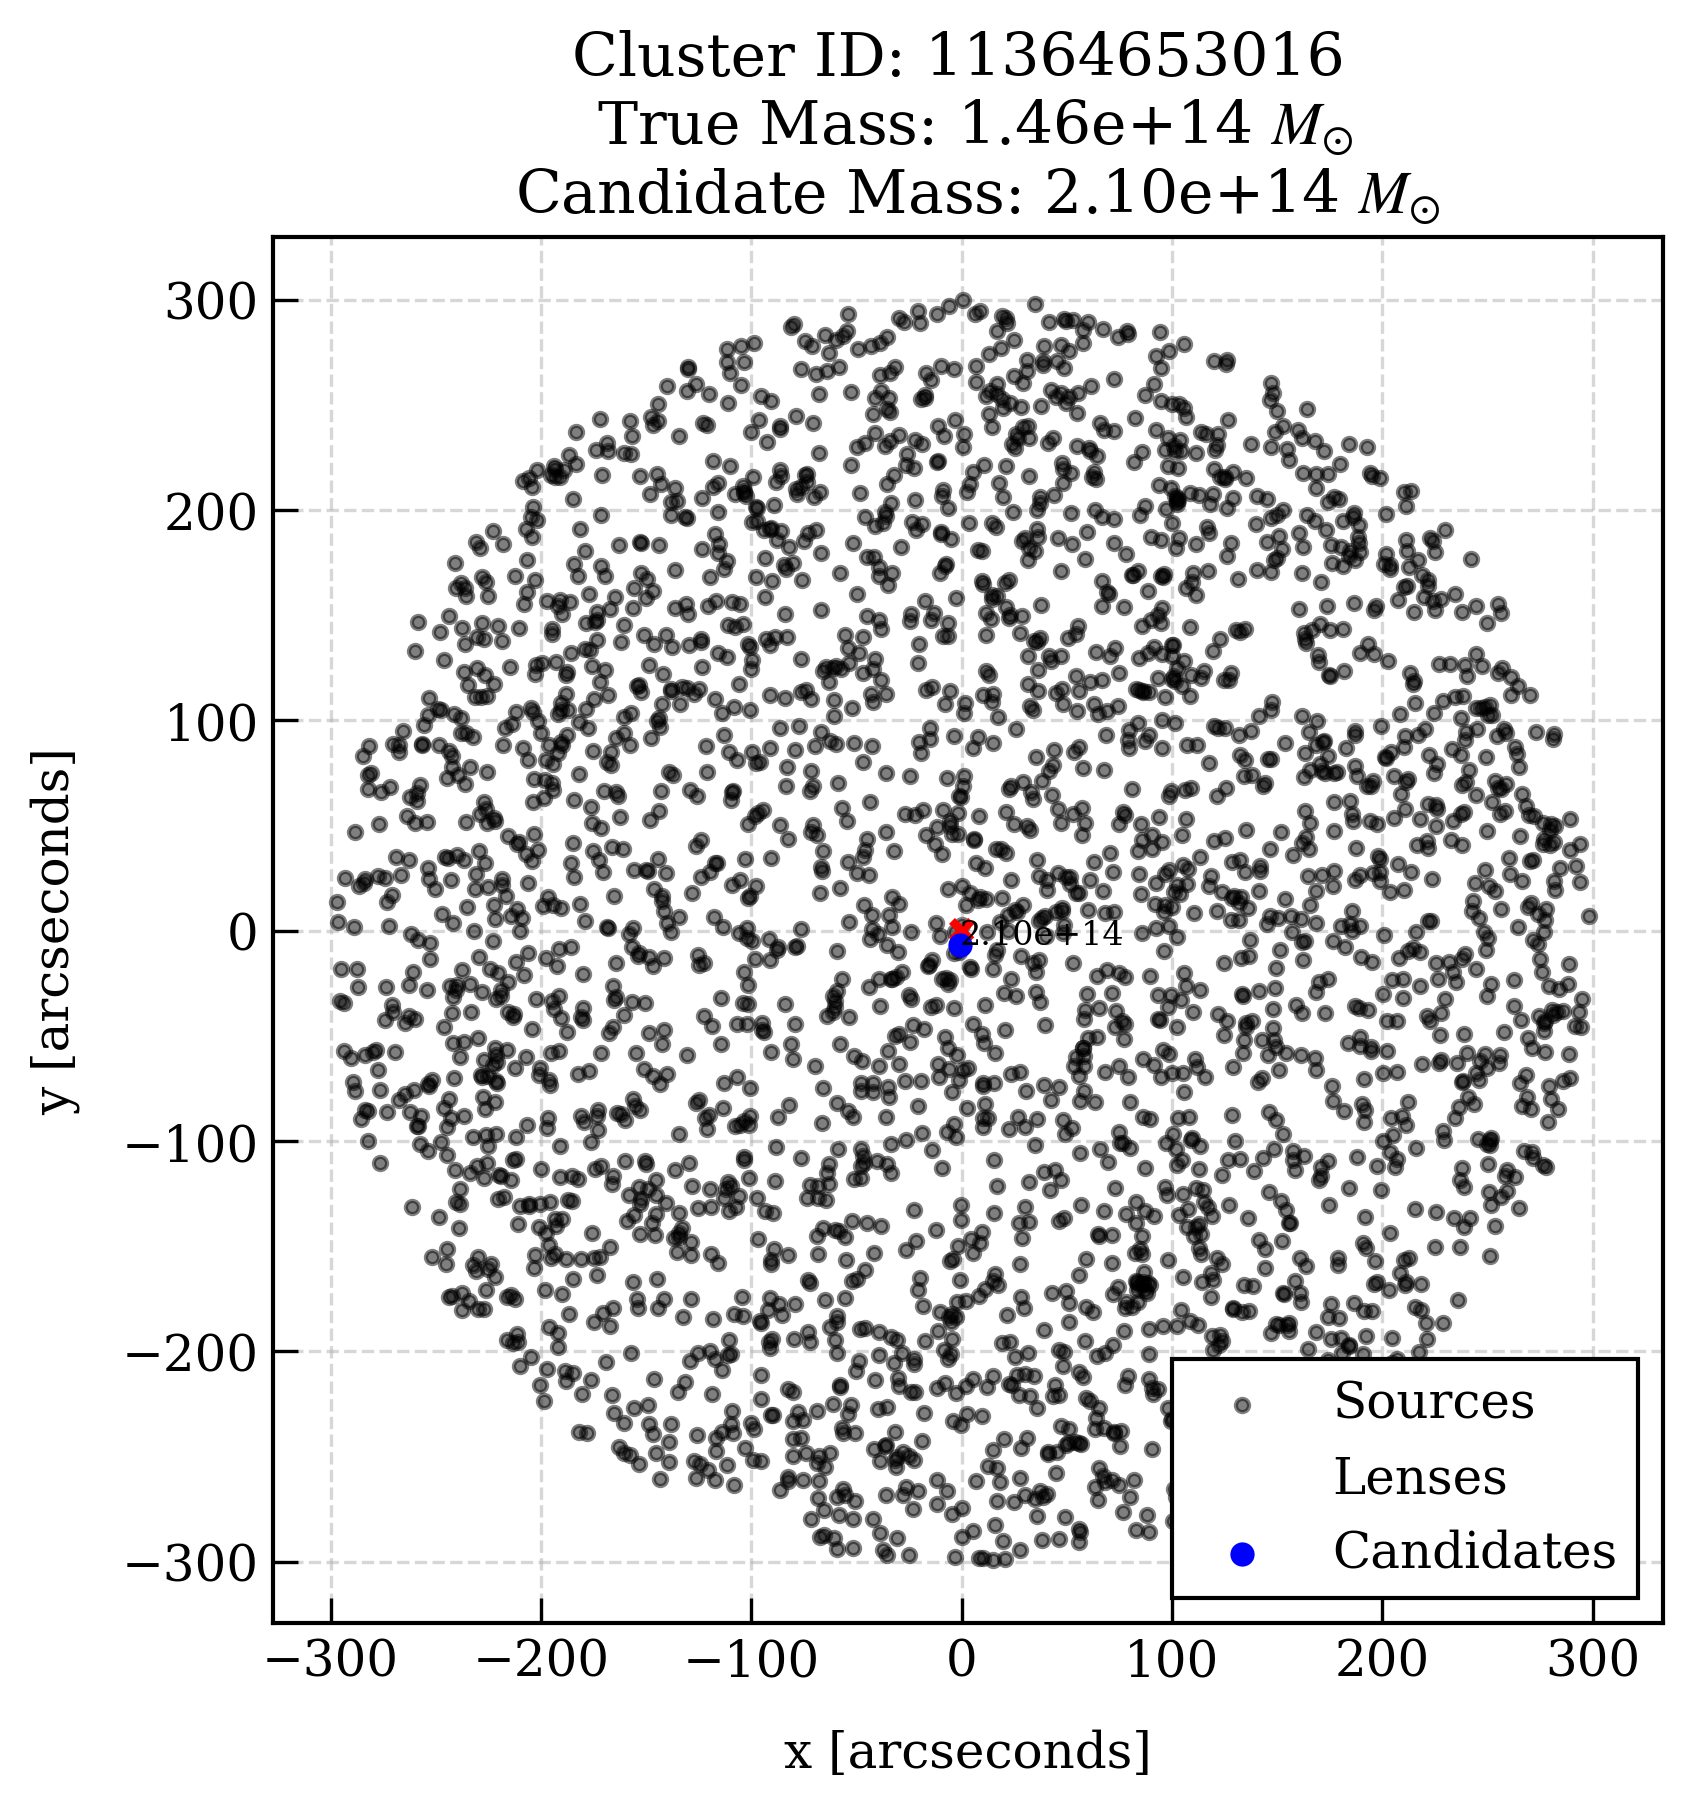 Cluster ID: 11364653016
True Mass: 1.46e+14 M⊙
Candidate Mass: 2.10e+14 M⊙
300
200
100
0
−100
−200
−300
y [arcseconds]
2.10e+14
Sources
Lenses
Candidates
−300 −200 −100 0 100 200 300
x [arcseconds]